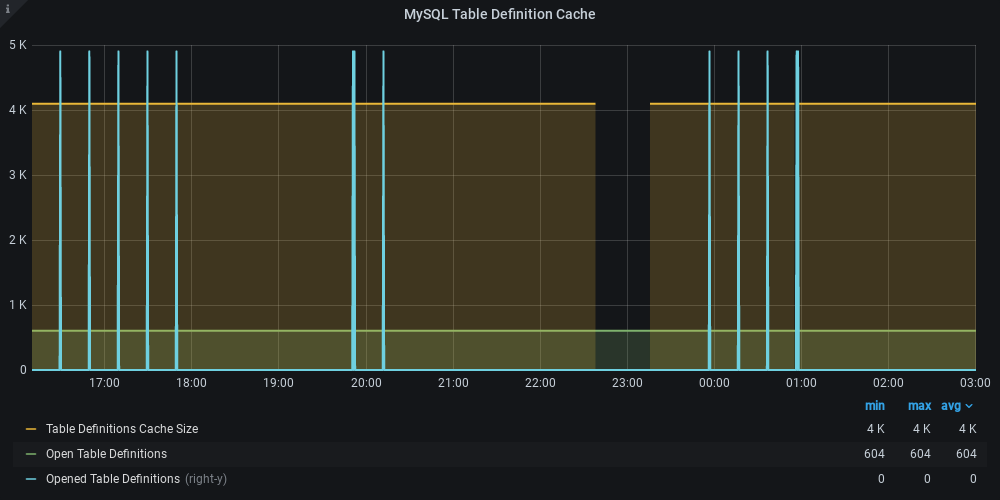 i
MySQL Table Definition Cache
5 K
4 K
3 K
2 K
1 K
0
17:00 18:00 19:00 20:00 21:00 22:00 23:00 00:00 01:00 02:00 03:00
min max avg
Table Definitions Cache Size 4 K 4 K 4 K
Open Table Definitions 604 604 604
Opened Table Definitions (right-y) 0 0 0